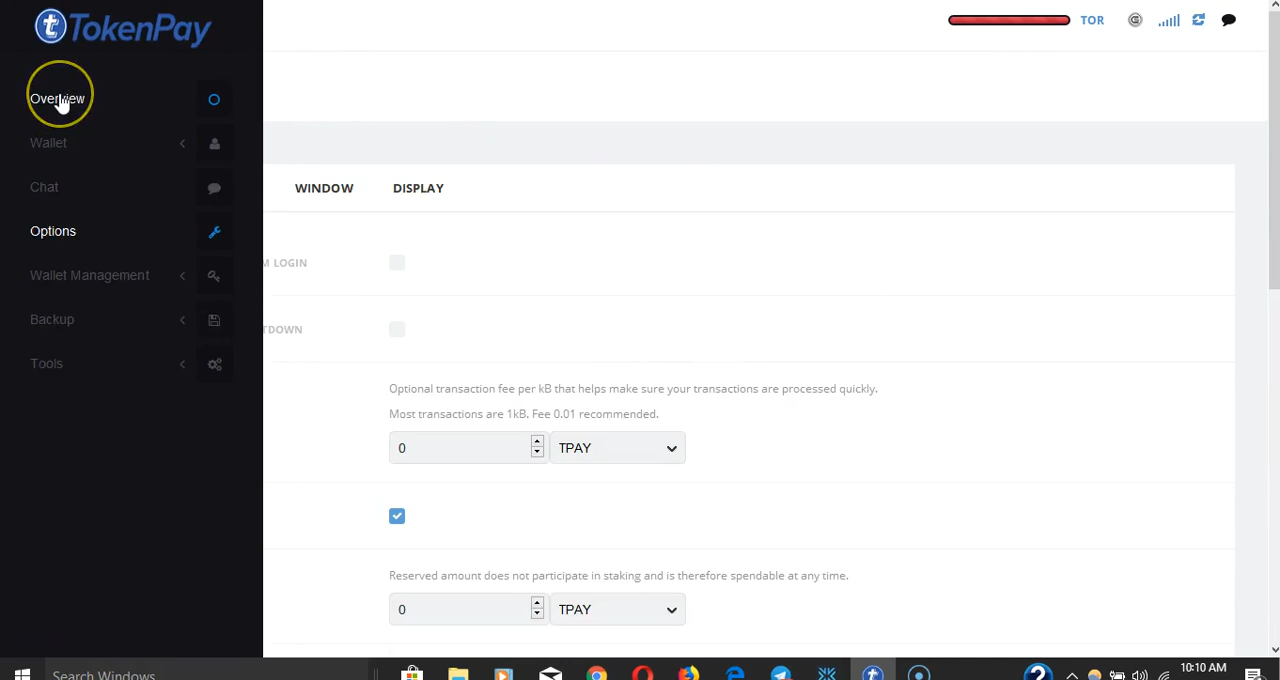 TokenPay
TOR
Overview
Wallet
Chat
Options
Wallet Management
Backup
Tools
WINDOW DISPLAY
M LOGIN
TDOWN
Optional transaction fee per kB that helps make sure your transactions are processed quickly.
Most transactions are 1kB. Fee 0.01 recommended.
0 TPAY
Reserved amount does not participate in staking and is therefore spendable at any time.
0 TPAY
Search Windows
10:10 AM